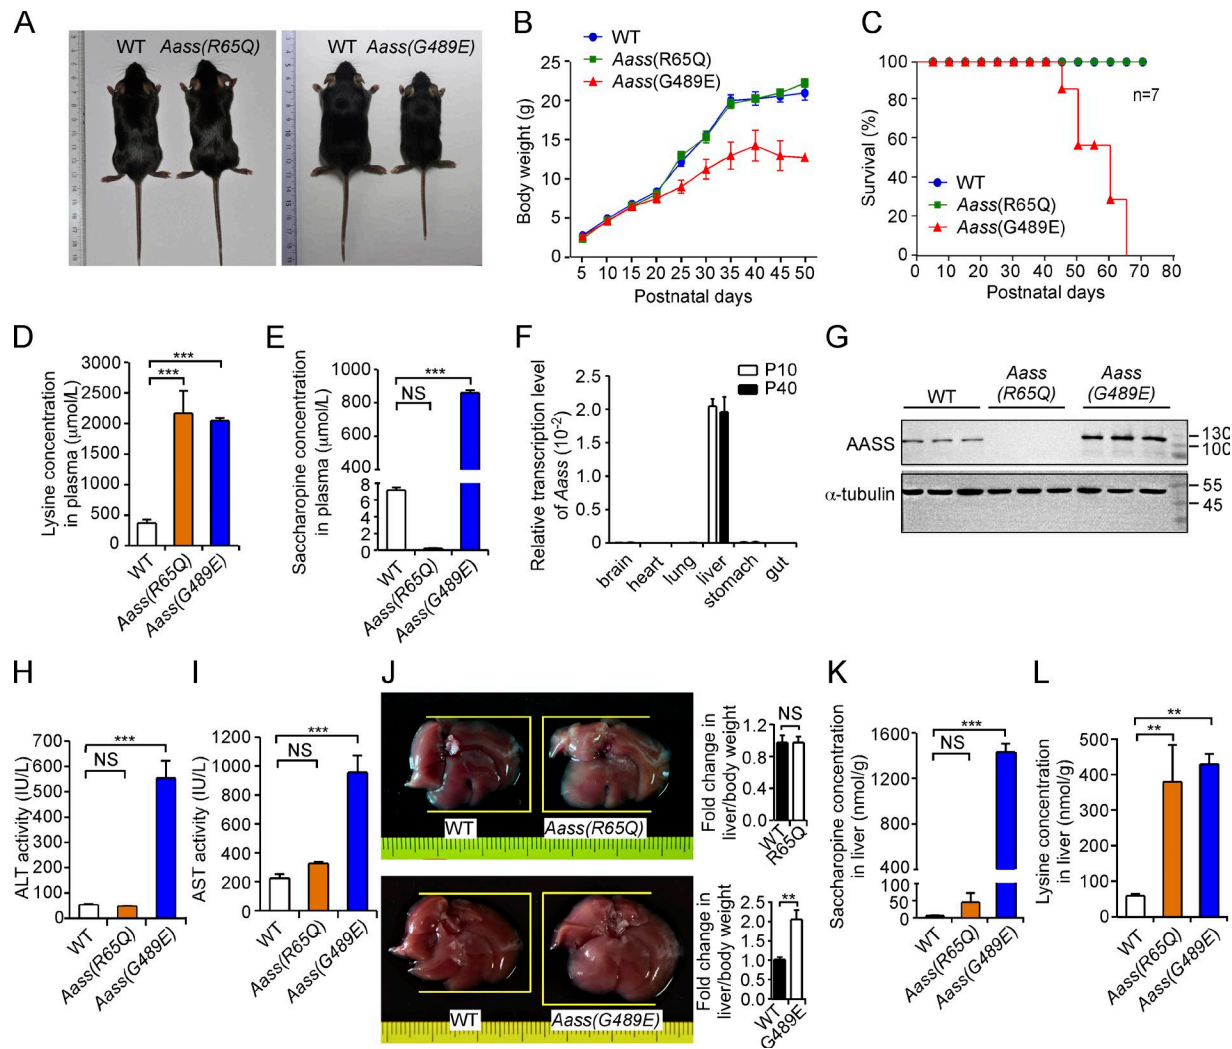 A
WT Aass(R65Q)
WT Aass(G489E)
B
WT
Aass(R65Q)
Aass(G489E)
Body weight (g)
25
20
15
10
5
0
5 10 15 20 25 30 35 40 45 50
Postnatal days
C
Survival (%)
100
80
60
40
20
0
n=7
WT
Aass(R65Q)
Aass(G489E)
0 10 20 30 40 50 60 70 80
Postnatal days
D
Lysine concentration
in plasma (μmol/L)
3000
2500
2000
1500
1000
500
0
***
***
WT
Aass(R65Q)
Aass(G489E)
E
Saccharopine concentration
in plasma (μmol/L)
1000
800
600
400
8
6
4
2
0
***
NS
WT
Aass(R65Q)
Aass(G489E)
F
Relative transcription level
of Aass (10-2)
2.5
2.0
1.5
1.0
0.5
0
P10
P40
brain
heart
lung
liver
stomach
gut
G
WT
Aass
(R65Q)
Aass
(G489E)
AASS
130
100
α-tubulin
55
45
H
ALT activity (IU/L)
700
600
500
400
300
200
100
0
***
NS
WT
Aass(R65Q)
Aass(G489E)
I
AST activity (IU/L)
1200
1000
800
600
400
200
0
***
NS
WT
Aass(R65Q)
Aass(G489E)
J
WT
Aass(R65Q)
Fold change in
liver/body weight
1.2
0.9
0.6
0.3
0.0
NS
WT
R65Q
WT
Aass(G489E)
Fold change in
liver/body weight
2.5
2.0
1.5
1.0
0.5
0.0
**
WT
G489E
K
Saccharopine concentration
in liver (nmol/g)
1600
1300
1000
700
400
100
50
0
***
NS
WT
Aass(R65Q)
Aass(G489E)
L
Lysine concentration
in liver (nmol/g)
500
400
300
200
100
0
**
**
WT
Aass(R65Q)
Aass(G489E)